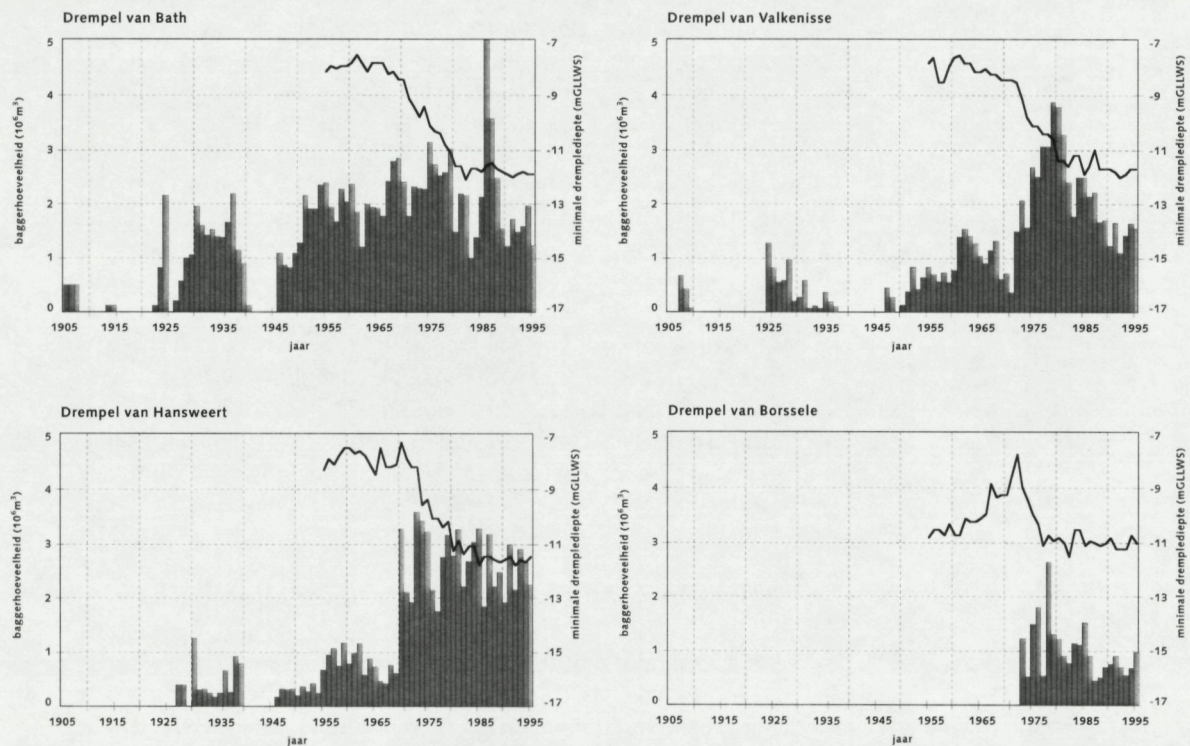 Drempel van Bath
baggerhoeveelheid (10⁶m³)
5
4
3
2
1
0
-7
-9
-11
-13
-15
-17
minimale drempledíepte (mGLLWS)
1905 1915 1925 1935 1945 1955 1965 1975 1985 1995
jaar
Drempel van Valkenisse
baggerhoeveelheid (10⁶m³)
5
4
3
2
1
0
-7
-9
-11
-13
-15
-17
minimale dremplediepte (mGLLWS)
1905 1915 1925 1935 1945 1955 1965 1975 1985 1995
jaar
Drempel van Hansweert
baggerhoeveelheid (10⁶m³)
5
4
3
2
1
0
-7
-9
-11
-13
-15
-17
minimale dremplediepte (mGLLWS)
1905 1915 1925 1935 1945 1955 1965 1975 1985 1995
jaar
Drempel van Borssele
baggerhoeveelheid (10⁶m³)
5
4
3
2
1
0
-7
-9
-11
-13
-15
-17
minimale dremplediepte (mGLLWS)
1905 1915 1925 1935 1945 1955 1965 1975 1985 1995
jaar